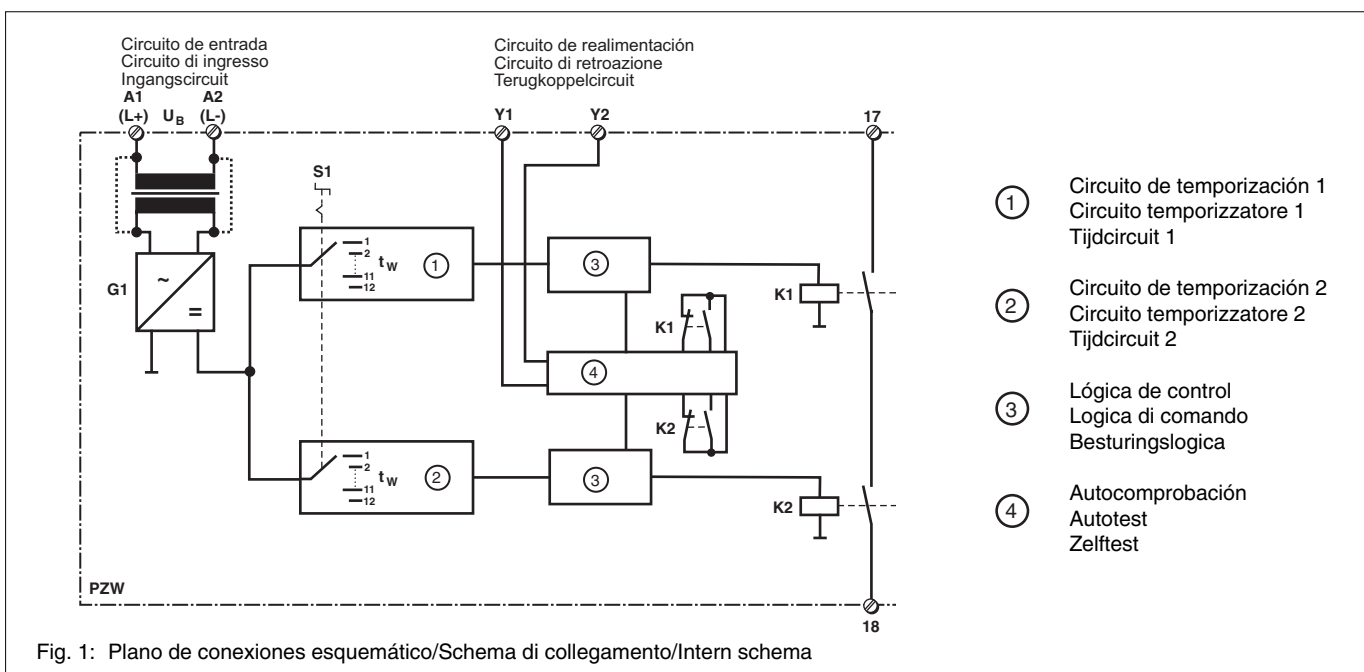 Circuito de entrada
Circuito di ingresso
Ingangscircuit
A1 A2
(L+) UB (L-)
Circuito de realimentación
Circuito di retroazione
Terugkoppelcircuit
Y1 Y2
17
S1
G1
~
=
1
2
11
12
tW
1
3
K1
K1
4
K2
1
2
11
12
tW
2
3
K2
PZW
18
1
Circuito de temporización 1
Circuito temporizzatore 1
Tijdcircuit 1
2
Circuito de temporización 2
Circuito temporizzatore 2
Tijdcircuit 2
3
Lógica de control
Logica di comando
Besturingslogica
4
Autocomprobación
Autotest
Zelftest
Fig. 1: Plano de conexiones esquemático/Schema di collegamento/Intern schema